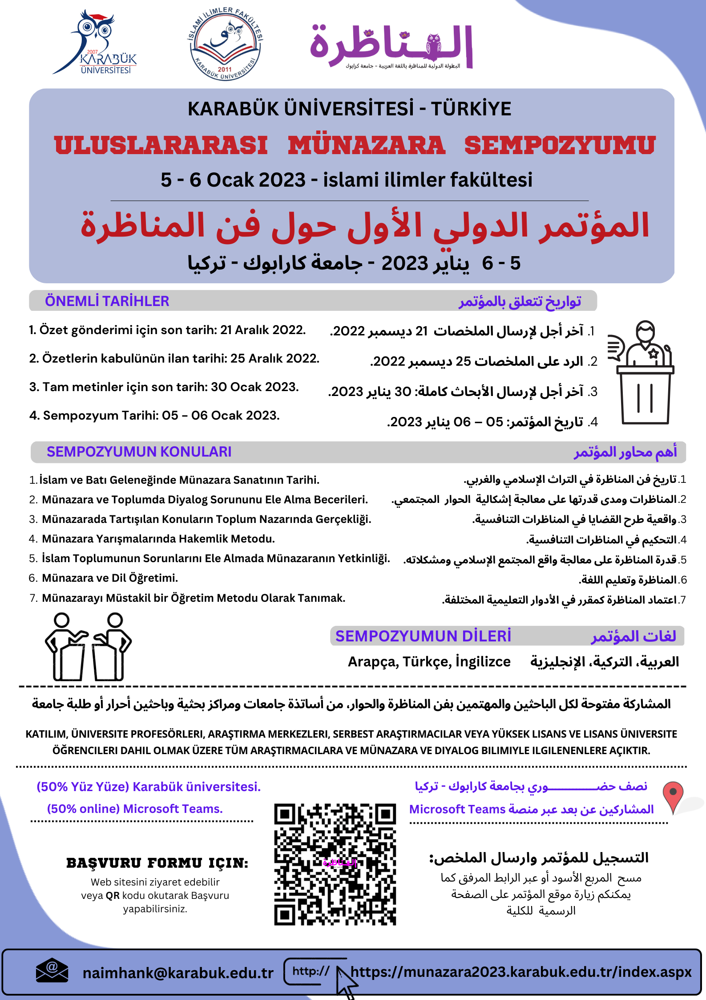 2007
KARABÜK
ÜNİVERSİTESİ
İSLAMİ İLİMLER FAKÜLTESİ
2011
KARABÜK ÜNİVERSİTESİ
المناظرة
البطولة الدولية للمناظرة باللغة العربية - جامعة كرابوك
KARABÜK ÜNİVERSİTESİ - TÜRKİYE
ULUSLARARASI MÜNAZARA SEMPOZYUMU
5 - 6 Ocak 2023 - islami ilimler fakültesi
المؤتمر الدولي الأول حول فن المناظرة
5 - 6 يناير 2023 - جامعة كارابوك - تركيا
ÖNEMLİ TARİHLER
1. Özet gönderimi için son tarih: 21 Aralık 2022.
2. Özetlerin kabulünün ilan tarihi: 25 Aralık 2022.
3. Tam metinler için son tarih: 30 Ocak 2023.
4. Sempozyum Tarihi: 05 – 06 Ocak 2023.
تواريخ تتعلق بالمؤتمر
1. آخر أجل لإرسال الملخصات 21 ديسمبر 2022.
2. الرد على الملخصات 25 ديسمبر 2022.
3. آخر أجل لإرسال الأبحاث كاملة: 30 يناير 2023.
4. تاريخ المؤتمر: 05 – 06 يناير 2023.
SEMPOZYUMUN KONULARI
1. İslam ve Batı Geleneğinde Münazara Sanatının Tarihi.
2. Münazara ve Toplumda Diyalog Sorununu Ele Alma Becerileri.
3. Münazarada Tartışılan Konuların Toplum Nazarında Gerçekliği.
4. Münazara Yarışmalarında Hakemlik Metodu.
5. İslam Toplumunun Sorunlarını Ele Almada Münazaranın Yetkinliği.
6. Münazara ve Dil Öğretimi.
7. Münazarayı Müstakil bir Öğretim Metodu Olarak Tanımak.
أهم محاور المؤتمر
1. تاريخ فن المناظرة في التراث الإسلامي والغربي.
2. المناظرات ومدى قدرتها على معالجة إشكالية الحوار المجتمعي.
3. واقعية طرح القضايا في المناظرات التنافسية.
4. التحكيم في المناظرات التنافسية.
5. قدرة المناظرة على معالجة واقع المجتمع الإسلامي ومشكلاته.
6. المناظرة وتعليم اللغة.
7. اعتماد المناظرة كمقرر في الأدوار التعليمية المختلفة.
SEMPOZYUMUN DİLERİ
لغات المؤتمر
Arapça, Türkçe, İngilizce
العربية، التركية، الإنجليزية
المشاركة مفتوحة لكل الباحثين والمهتمين بفن المناظرة والحوار، من أساتذة جامعات ومراكز بحثية وباحثين أحرار أو طلبة جامعة
KATILIM, ÜNIVERSITE PROFESÖRLERI, ARAŞTIRMA MERKEZLERI, SERBEST ARAŞTIRMACILAR VEYA YÜKSEK LISANS VE LISANS ÜNIVERSITE
ÖĞRENCILERI DAHIL OLMAK ÜZERE TÜM ARAŞTIRMACILARA VE MÜNAZARA VE DIYALOG BILIMIYLE ILGILENENLERE AÇIKTIR.
(50% Yüz Yüze) Karabük üniversitesi.
(50% online) Microsoft Teams.
نصف حضــــــــــــوري بجامعة كارابوك - تركيا
المشاركين عن بعد عبر منصة Microsoft Teams
المناظرة
BAŞVURU FORMU IÇIN:
Web sitesini ziyaret edebilir
veya QR kodu okutarak Başvuru
yapabilirsiniz.
التسجيل للمؤتمر وارسال الملخص:
مسح المربع الأسود أو عبر الرابط المرفق كما
يمكنكم زيارة موقع المؤتمر على الصفحة
الرسمية للكلية
@
naimhank@karabuk.edu.tr
http://
https://munazara2023.karabuk.edu.tr/index.aspx